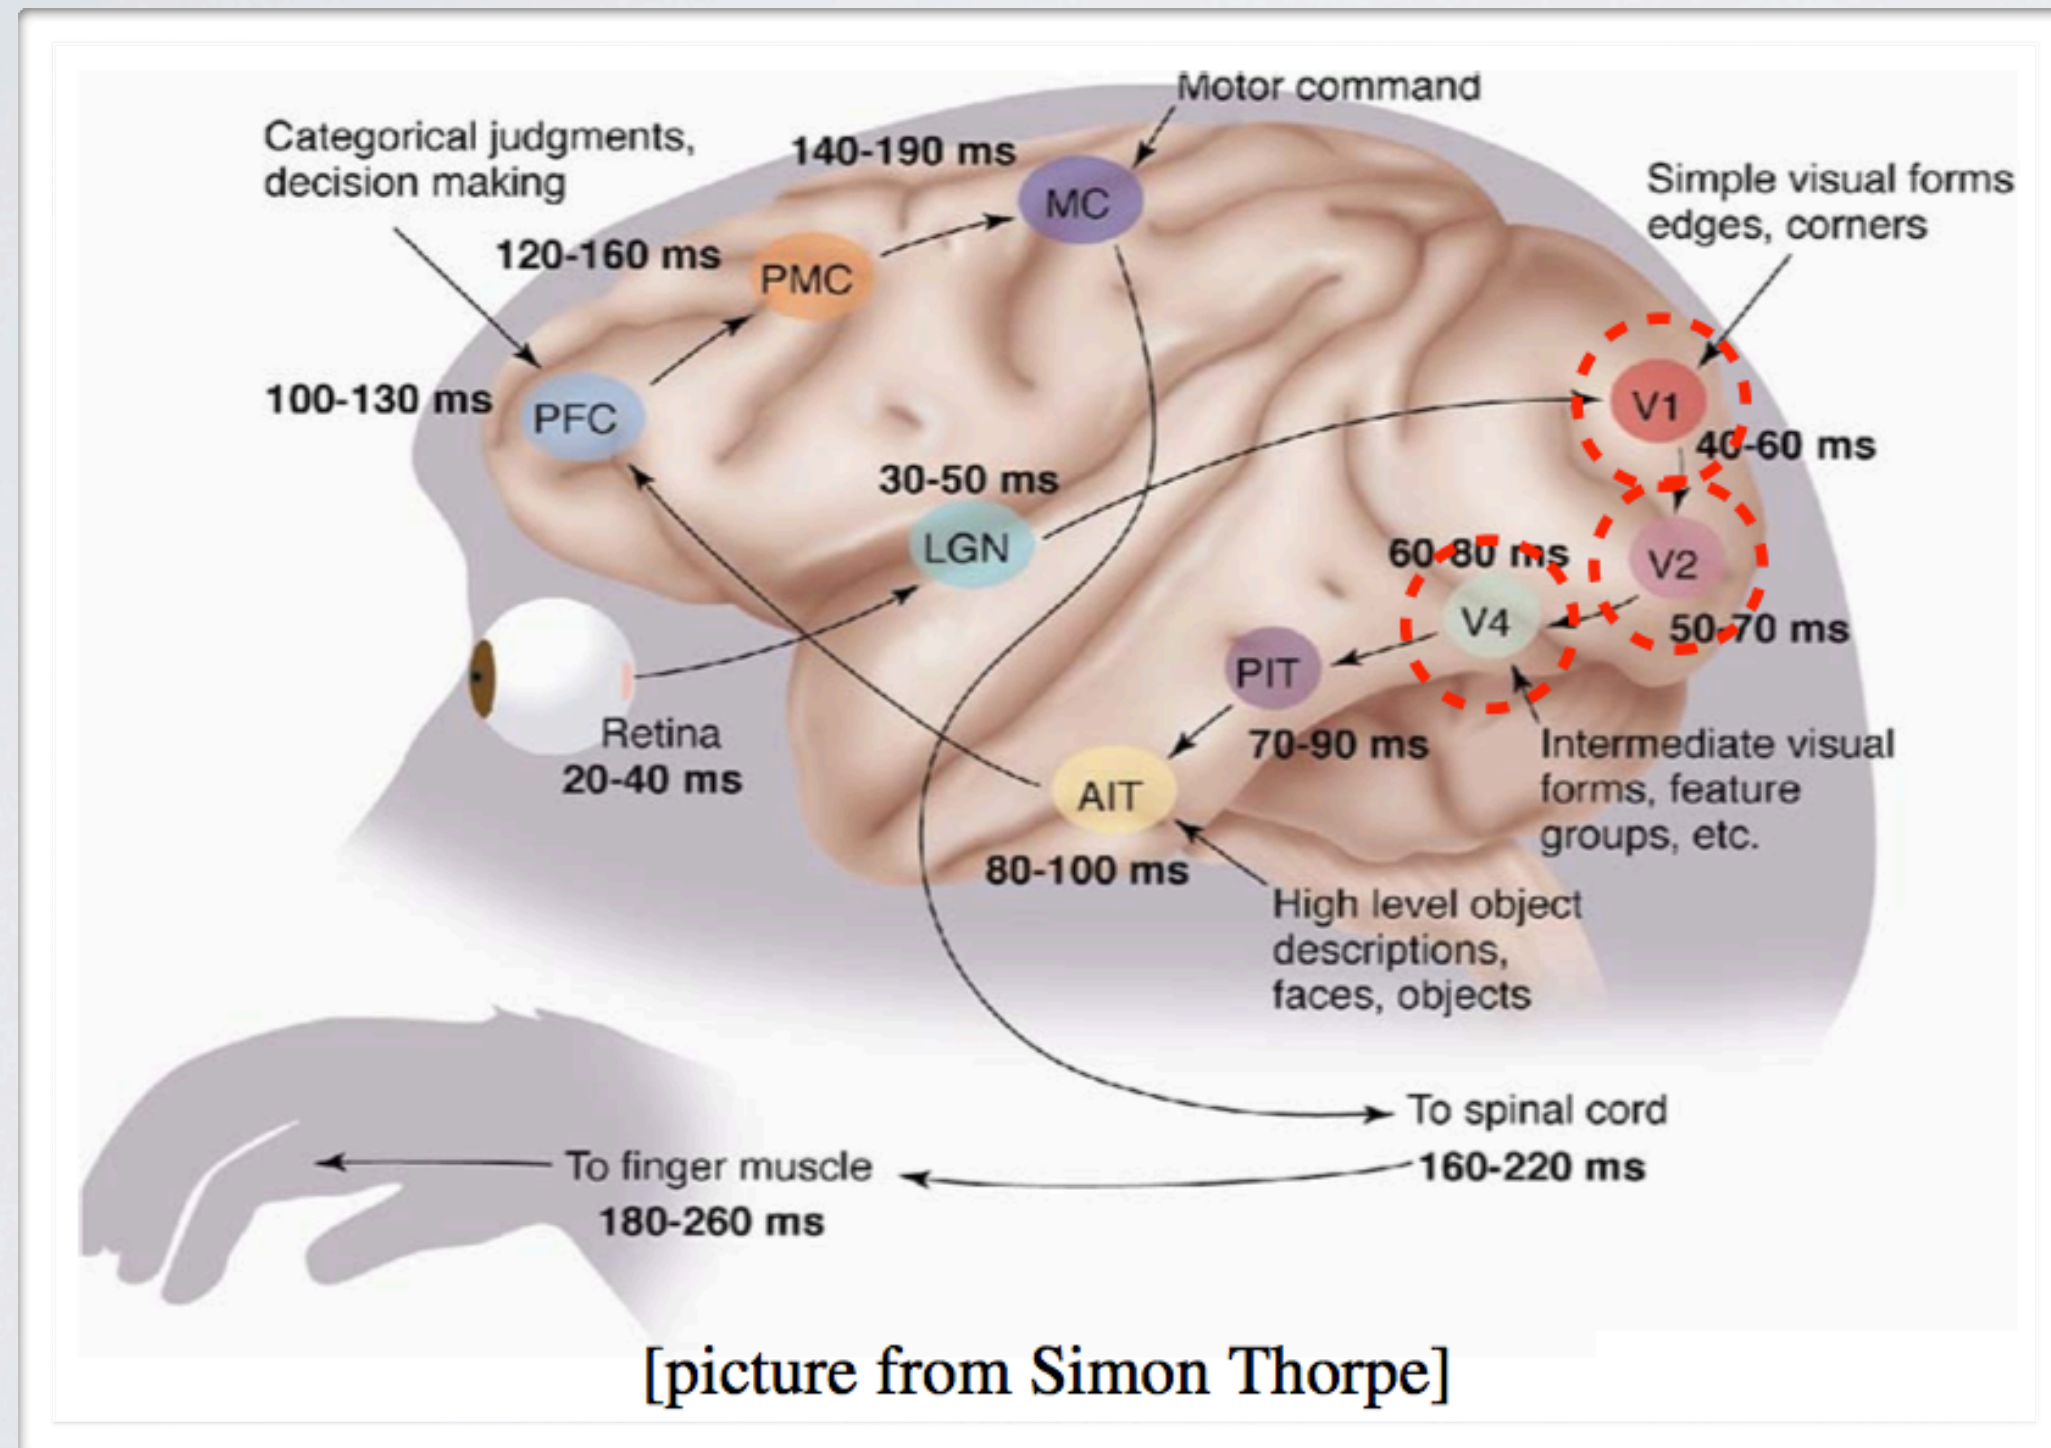 Motor command
Categorical judgments,
decision making
140-190 ms
MC
Simple visual forms
edges, corners
120-160 ms
PMC
100-130 ms
PFC
V1
40-60 ms
30-50 ms
LGN
60-80 ms
V2
V4
50-70 ms
PIT
Retina
20-40 ms
70-90 ms
Intermediate visual
forms, feature
groups, etc.
AIT
80-100 ms
High level object
descriptions,
faces, objects
To spinal cord
160-220 ms
To finger muscle
180-260 ms
[picture from Simon Thorpe]